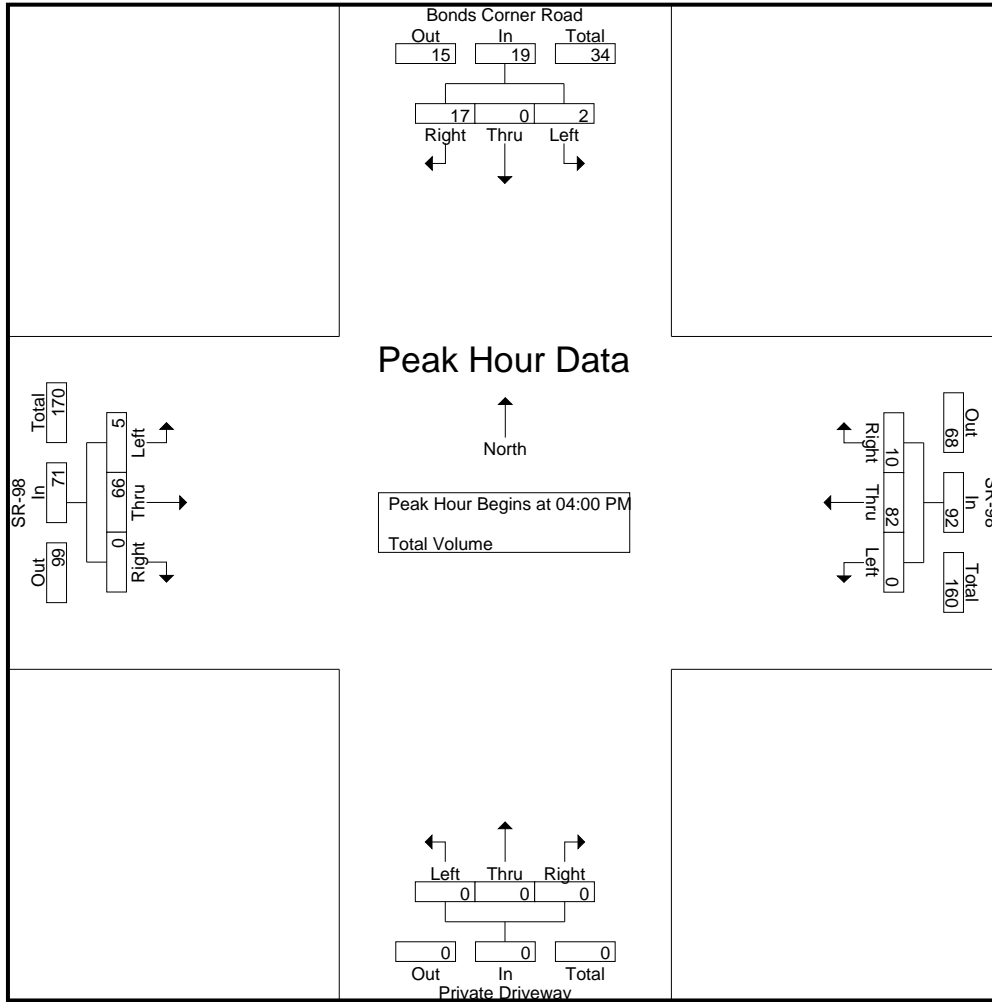 Bonds Corner Road
Out In Total
15 19 34
17 0 2
Right Thru Left
Peak Hour Data
North
Peak Hour Begins at 04:00 PM
Total Volume
SR-98
Total In Out
170 71 99
5 66 0
Left Thru Right
SR-98
Out In Total
68 92 160
10 82 0
Right Thru Left
Left Thru Right
0 0 0
0 0 0
Out In Total
Private Driveway